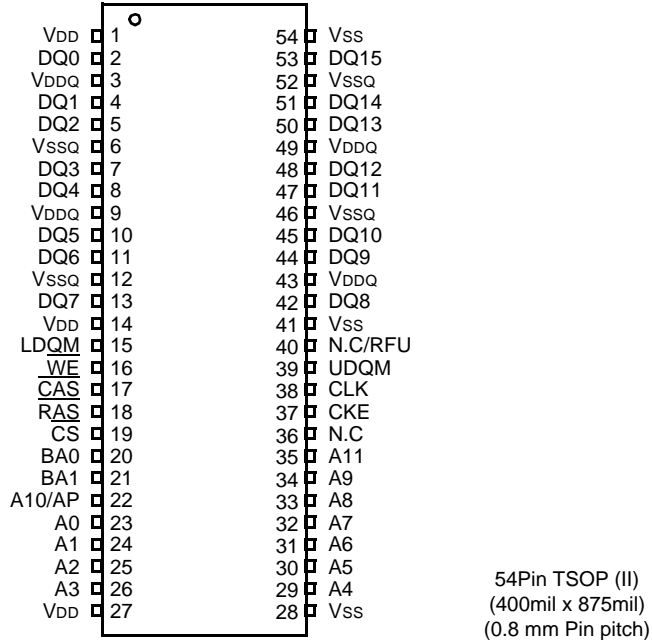 VDD 1 54 VSS
DQ0 2 53 DQ15
VDDQ 3 52 VSSQ
DQ1 4 51 DQ14
DQ2 5 50 DQ13
VSSQ 6 49 VDDQ
DQ3 7 48 DQ12
DQ4 8 47 DQ11
VDDQ 9 46 VSSQ
DQ5 10 45 DQ10
DQ6 11 44 DQ9
VSSQ 12 43 VDDQ
DQ7 13 42 DQ8
VDD 14 41 VSS
LDQM 15 40 N.C/RFU
WE 16 39 UDQM
CAS 17 38 CLK
RAS 18 37 CKE
CS 19 36 N.C
BA0 20 35 A11
BA1 21 34 A9
A10/AP 22 33 A8
A0 23 32 A7
A1 24 31 A6
A2 25 30 A5
A3 26 29 A4
VDD 27 28 VSS
54Pin TSOP (II)
(400mil x 875mil)
(0.8 mm Pin pitch)